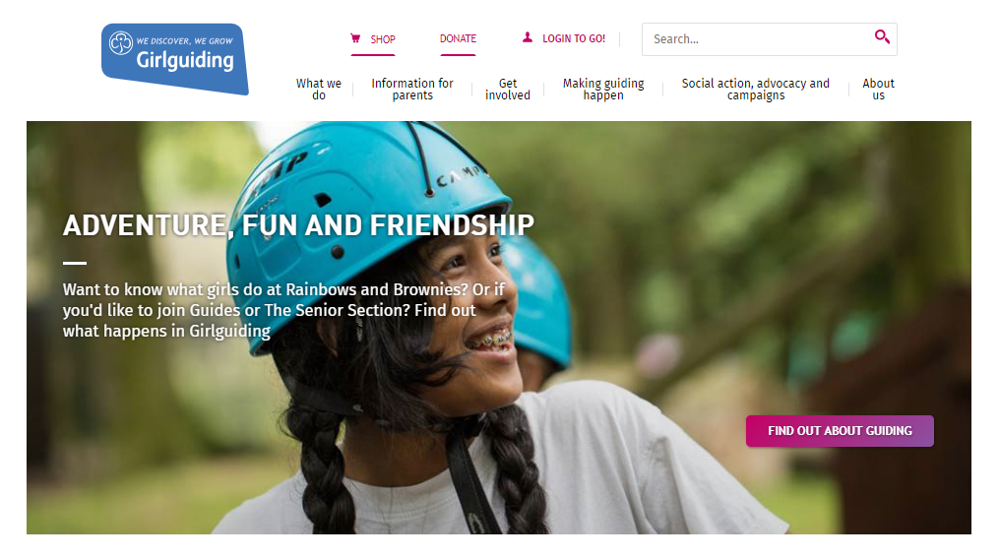 WE DISCOVER, WE GROW
Girlguiding
SHOP
DONATE
LOGIN TO GO!
Search...
What we
do
Information for
parents
Get
involved
Making guiding
happen
Social action, advocacy and
campaigns
About
us
CAMP
ADVENTURE, FUN AND FRIENDSHIP
Want to know what girls do at Rainbows and Brownies? Or if
you'd like to join Guides or The Senior Section? Find out
what happens in Girlguiding
FIND OUT ABOUT GUIDING